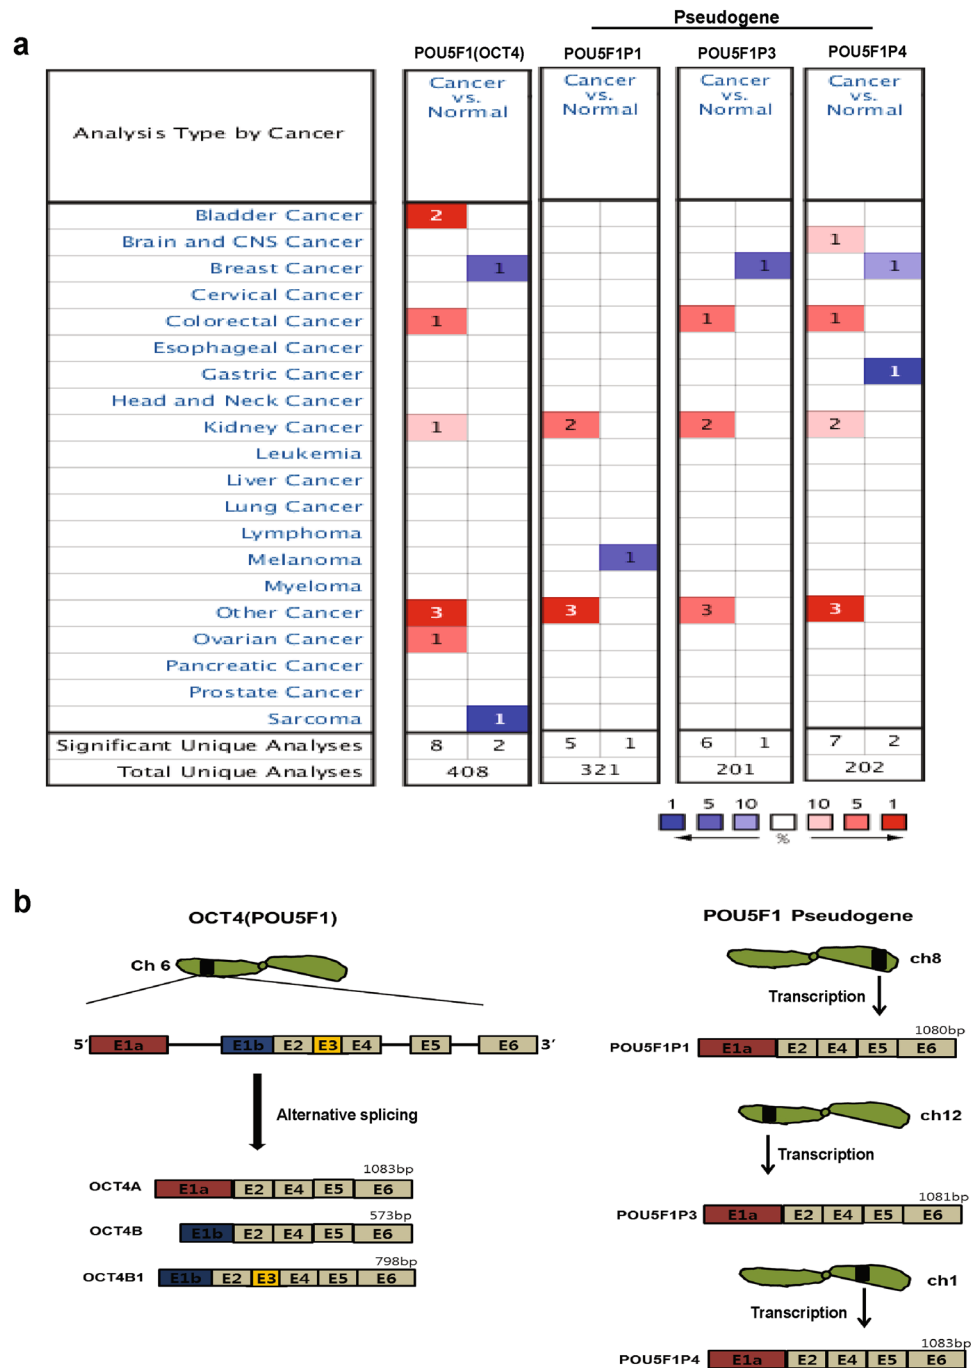 Pseudogene
a
POU5F1(OCT4) POU5F1P1 POU5F1P3 POU5F1P4
Analysis Type by Cancer
Cancer vs. Normal
Cancer vs. Normal
Cancer vs. Normal
Cancer vs. Normal
Bladder Cancer 2
Brain and CNS Cancer 1
Breast Cancer 1 1 1
Cervical Cancer
Colorectal Cancer 1 1 1
Esophageal Cancer
Gastric Cancer 1
Head and Neck Cancer
Kidney Cancer 1 2 2 2
Leukemia
Liver Cancer
Lung Cancer
Lymphoma
Melanoma 1
Myeloma
Other Cancer 3 3 3 3
Ovarian Cancer 1
Pancreatic Cancer
Prostate Cancer
Sarcoma 1
Significant Unique Analyses 8 2 5 1 6 1 7 2
Total Unique Analyses 408 321 201 202
1 5 10 10 5 1
%
b
OCT4(POU5F1)
Ch 6
5′ E1a E1b E2 E3 E4 E5 E6 3′
Alternative splicing
1083bp
OCT4A E1a E2 E4 E5 E6
573bp
OCT4B E1b E2 E4 E5 E6
798bp
OCT4B1 E1b E2 E3 E4 E5 E6
POU5F1 Pseudogene
ch8
Transcription
1080bp
POU5F1P1 E1a E2 E4 E5 E6
ch12
Transcription
1081bp
POU5F1P3 E1a E2 E4 E5 E6
ch1
Transcription
1083bp
POU5F1P4 E1a E2 E4 E5 E6